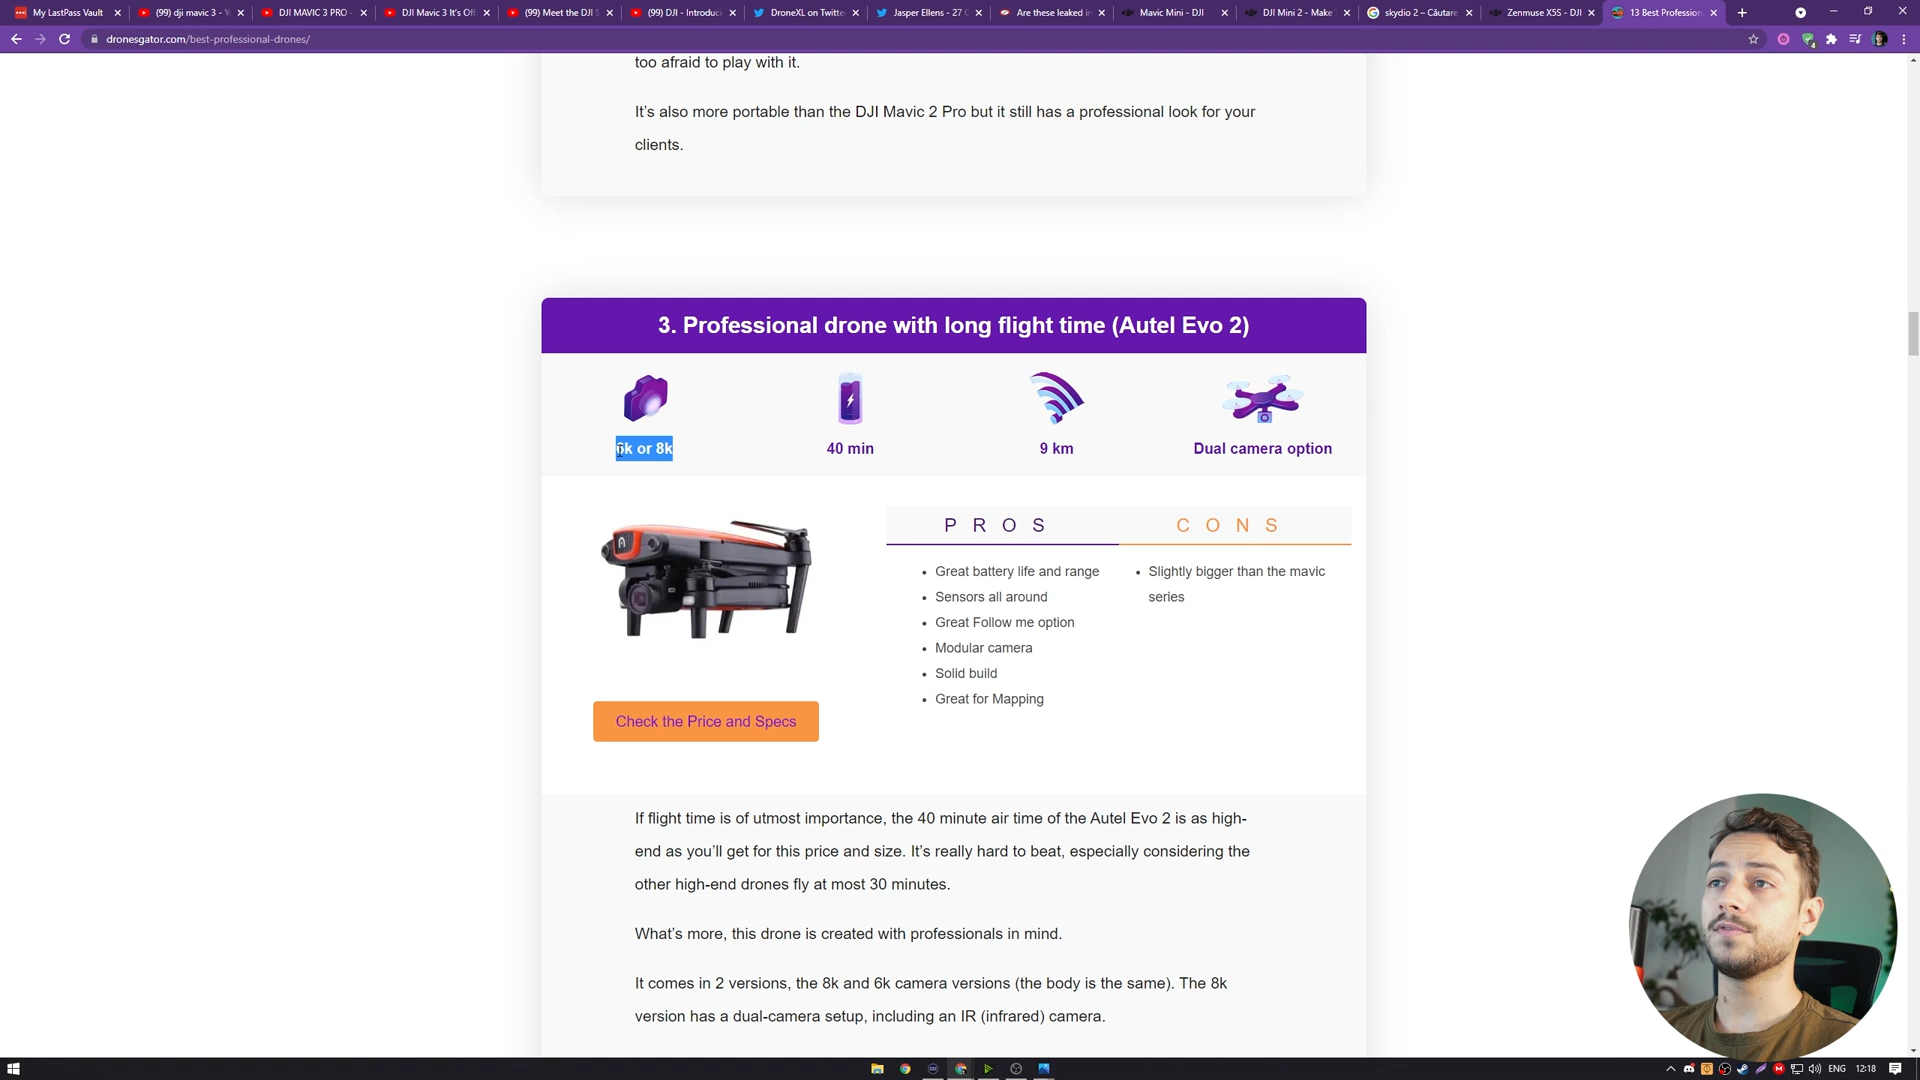 My LastPass Vault
(99) dji mavic 3 - Y
DJI MAVIC 3 PRO -
DJI Mavic 3 It's Off
(99) Meet the DJI S
(99) DJI - Introduci
DroneXL on Twitte
Jasper Ellens - 27 
Are these leaked i
Mavic Mini - DJI
DJI Mini 2 - Make
skydio 2 – Căutare
Zenmuse X5S - DJI
13 Best Profession
dronesgator.com/best-professional-drones/
too afraid to play with it.
It's also more portable than the DJI Mavic 2 Pro but it still has a professional look for your
clients.
3. Professional drone with long flight time (Autel Evo 2)
6k or 8k
40 min
9 km
Dual camera option
PROS
CONS
• Great battery life and range
• Sensors all around
• Great Follow me option
• Modular camera
• Solid build
• Great for Mapping
• Slightly bigger than the mavic
series
Check the Price and Specs
If flight time is of utmost importance, the 40 minute air time of the Autel Evo 2 is as high-
end as you'll get for this price and size. It's really hard to beat, especially considering the
other high-end drones fly at most 30 minutes.
What's more, this drone is created with professionals in mind.
It comes in 2 versions, the 8k and 6k camera versions (the body is the same). The 8k
version has a dual-camera setup, including an IR (infrared) camera.
ENG
12:18